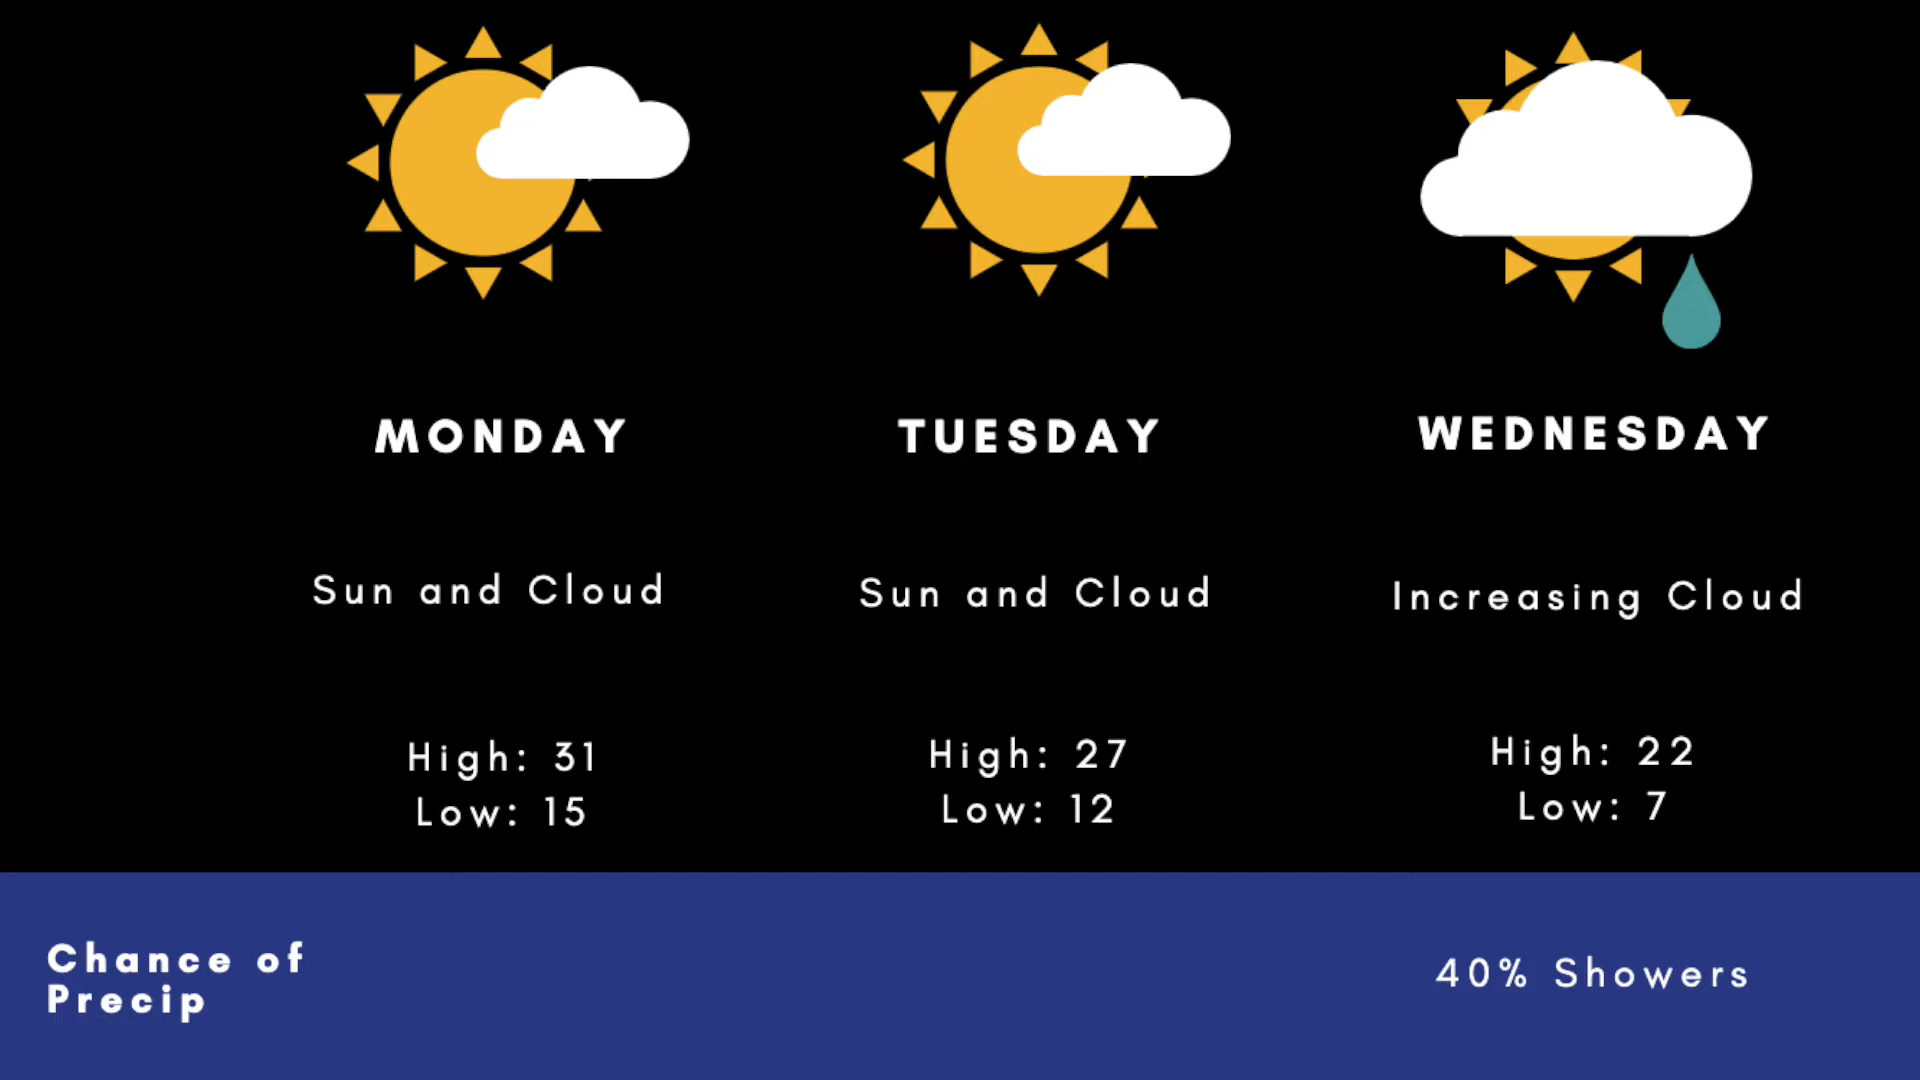 MONDAY
TUESDAY
WEDNESDAY
Sun and Cloud
Sun and Cloud
Increasing Cloud
High: 31
Low: 15
High: 27
Low: 12
High: 22
Low: 7
Chance of
Precip
40% Showers